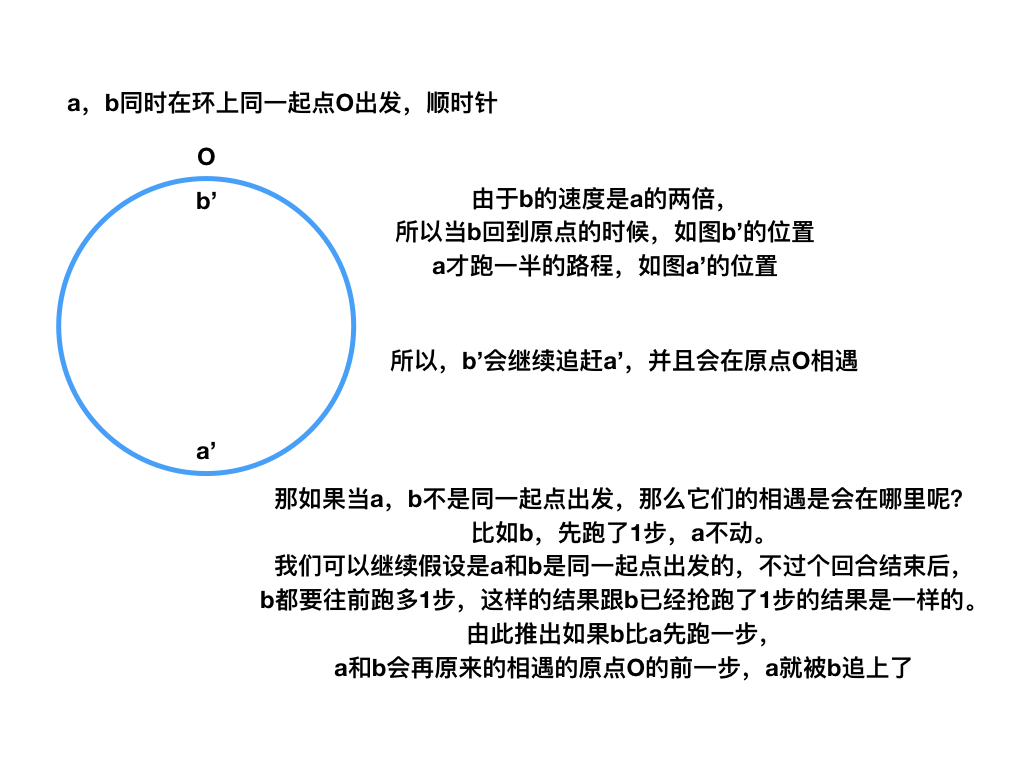 a，b同时在环上同一起点O出发，顺时针
O
b’
由于b的速度是a的两倍，
所以当b回到原点的时候，如图b’的位置
a才跑一半的路程，如图a’的位置
所以，b’会继续追赶a’，并且会在原点O相遇
a’
那如果当a，b不是同一起点出发，那么它们的相遇是会在哪里呢？
比如b，先跑了1步，a不动。
我们可以继续假设是a和b是同一起点出发的，不过个回合结束后，
b都要往前跑多1步，这样的结果跟b已经抢跑了1步的结果是一样的。
由此推出如果b比a先跑一步，
a和b会再原来的相遇的原点O的前一步，a就被b追上了